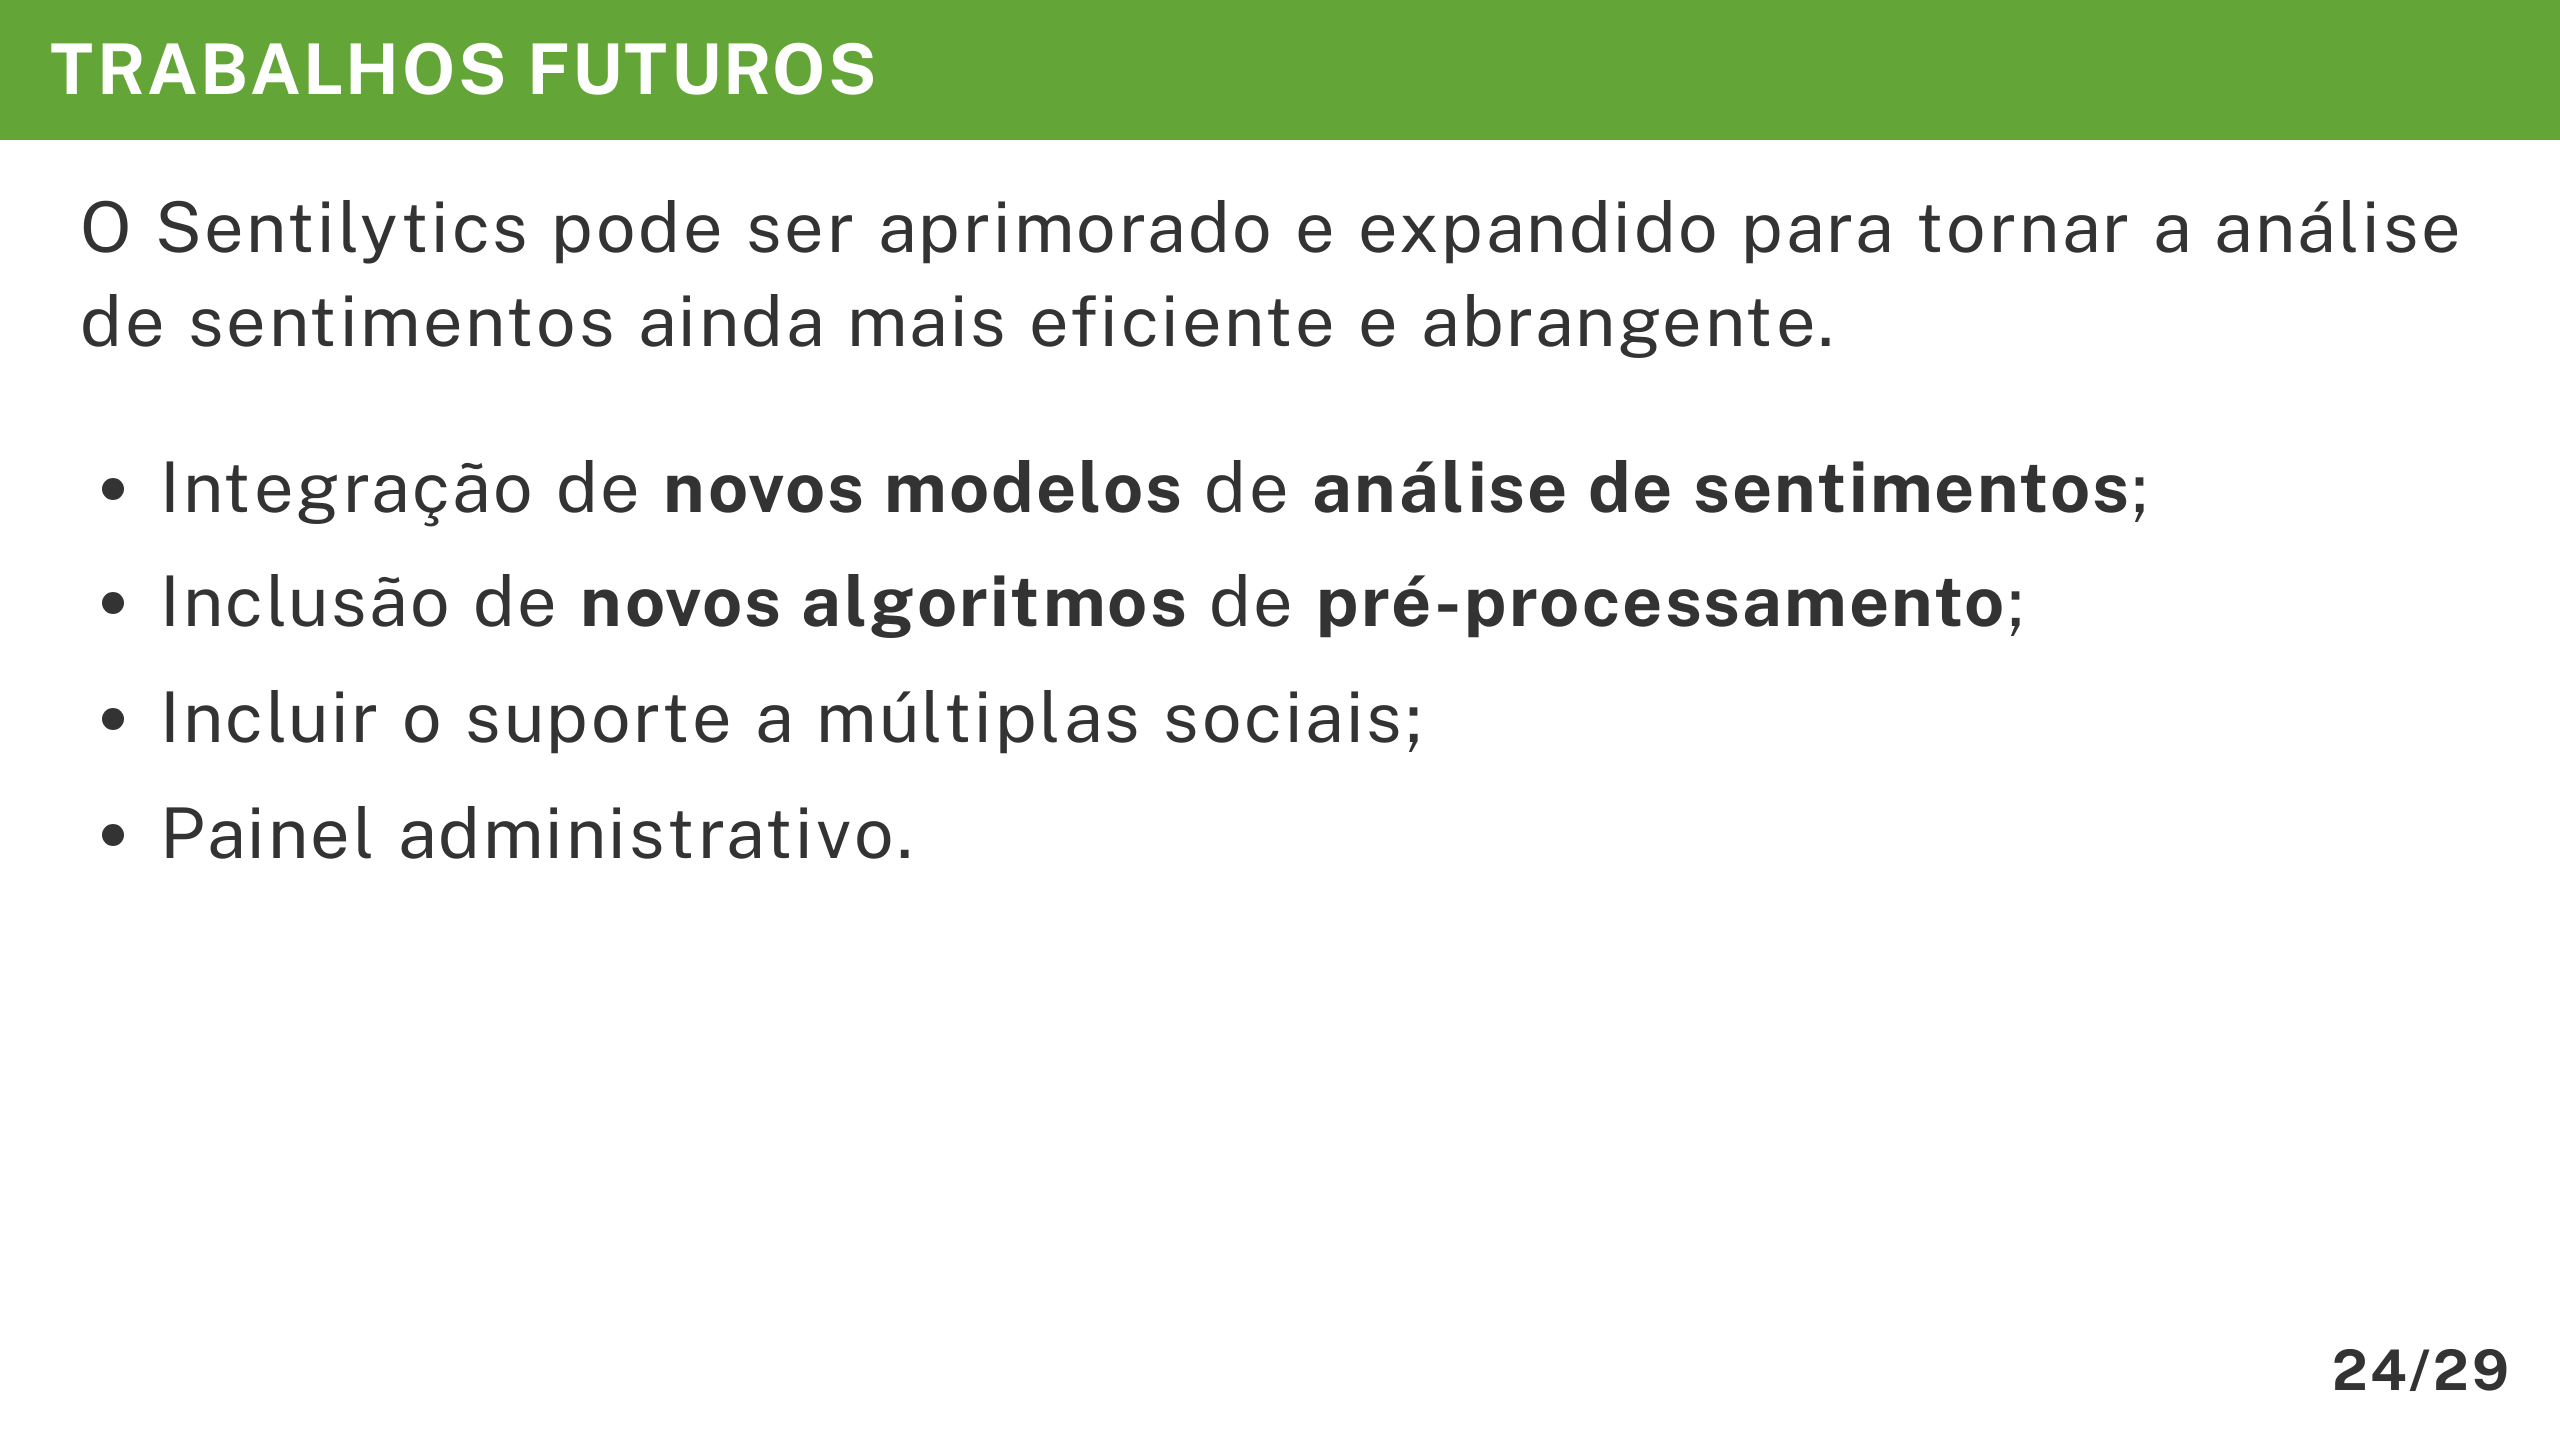 TRABALHOS FUTUROS
O Sentilytics pode ser aprimorado e expandido para tornar a análise
de sentimentos ainda mais eficiente e abrangente.
• Integração de novos modelos de análise de sentimentos;
• Inclusão de novos algoritmos de pré-processamento;
• Incluir o suporte a múltiplas sociais;
• Painel administrativo.
24/29